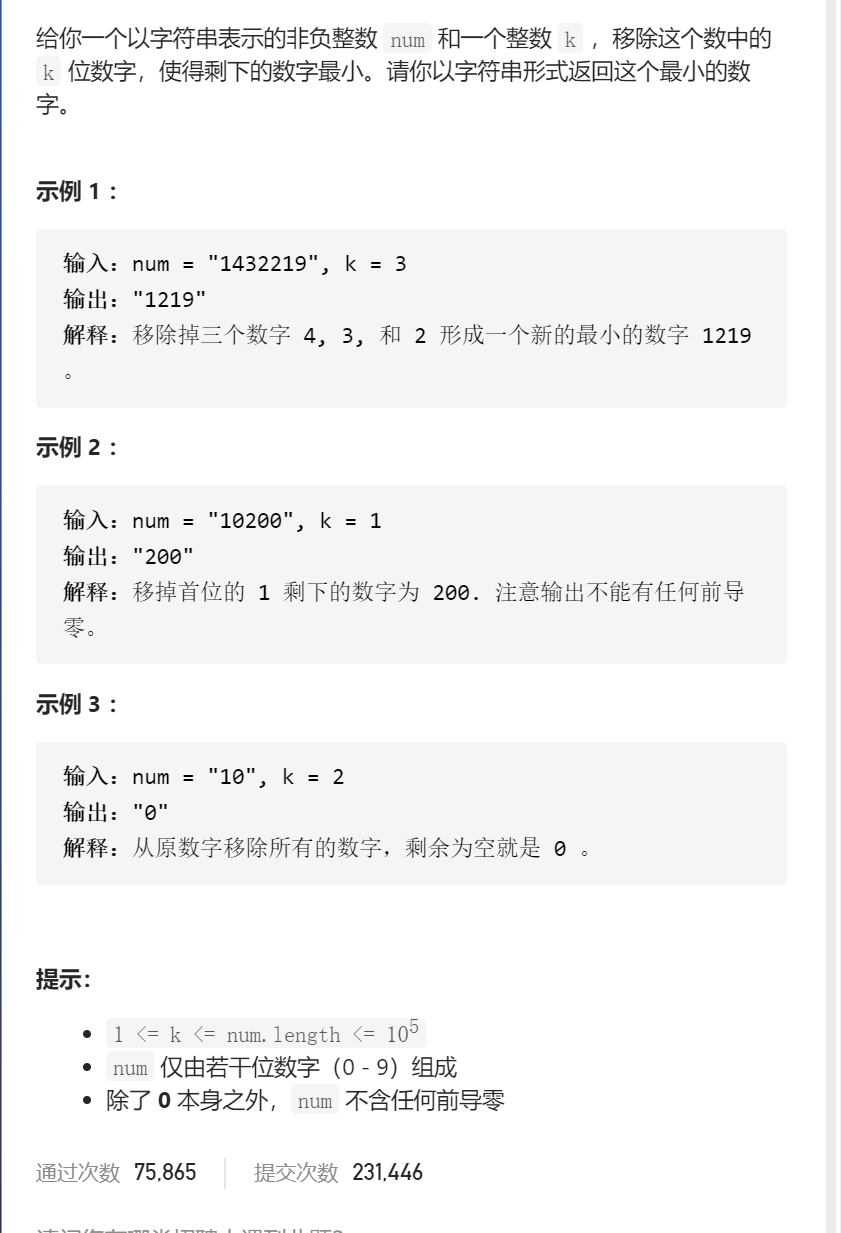 给你一个以字符串表示的非负整数 num 和一个整数 k ，移除这个数中的
k 位数字，使得剩下的数字最小。请你以字符串形式返回这个最小的数
字。
示例 1 ：
输入：num = "1432219", k = 3
输出："1219"
解释：移除掉三个数字 4, 3, 和 2 形成一个新的最小的数字 1219
。
示例 2 ：
输入：num = "10200", k = 1
输出："200"
解释：移掉首位的 1 剩下的数字为 200. 注意输出不能有任何前导
零。
示例 3 ：
输入：num = "10", k = 2
输出："0"
解释：从原数字移除所有的数字，剩余为空就是 0 。
提示：
• 1 <= k <= num.length <= 10⁵
• num 仅由若干位数字（0 - 9）组成
• 除了 0 本身之外，num 不含任何前导零
通过次数 75,865 提交次数 231,446